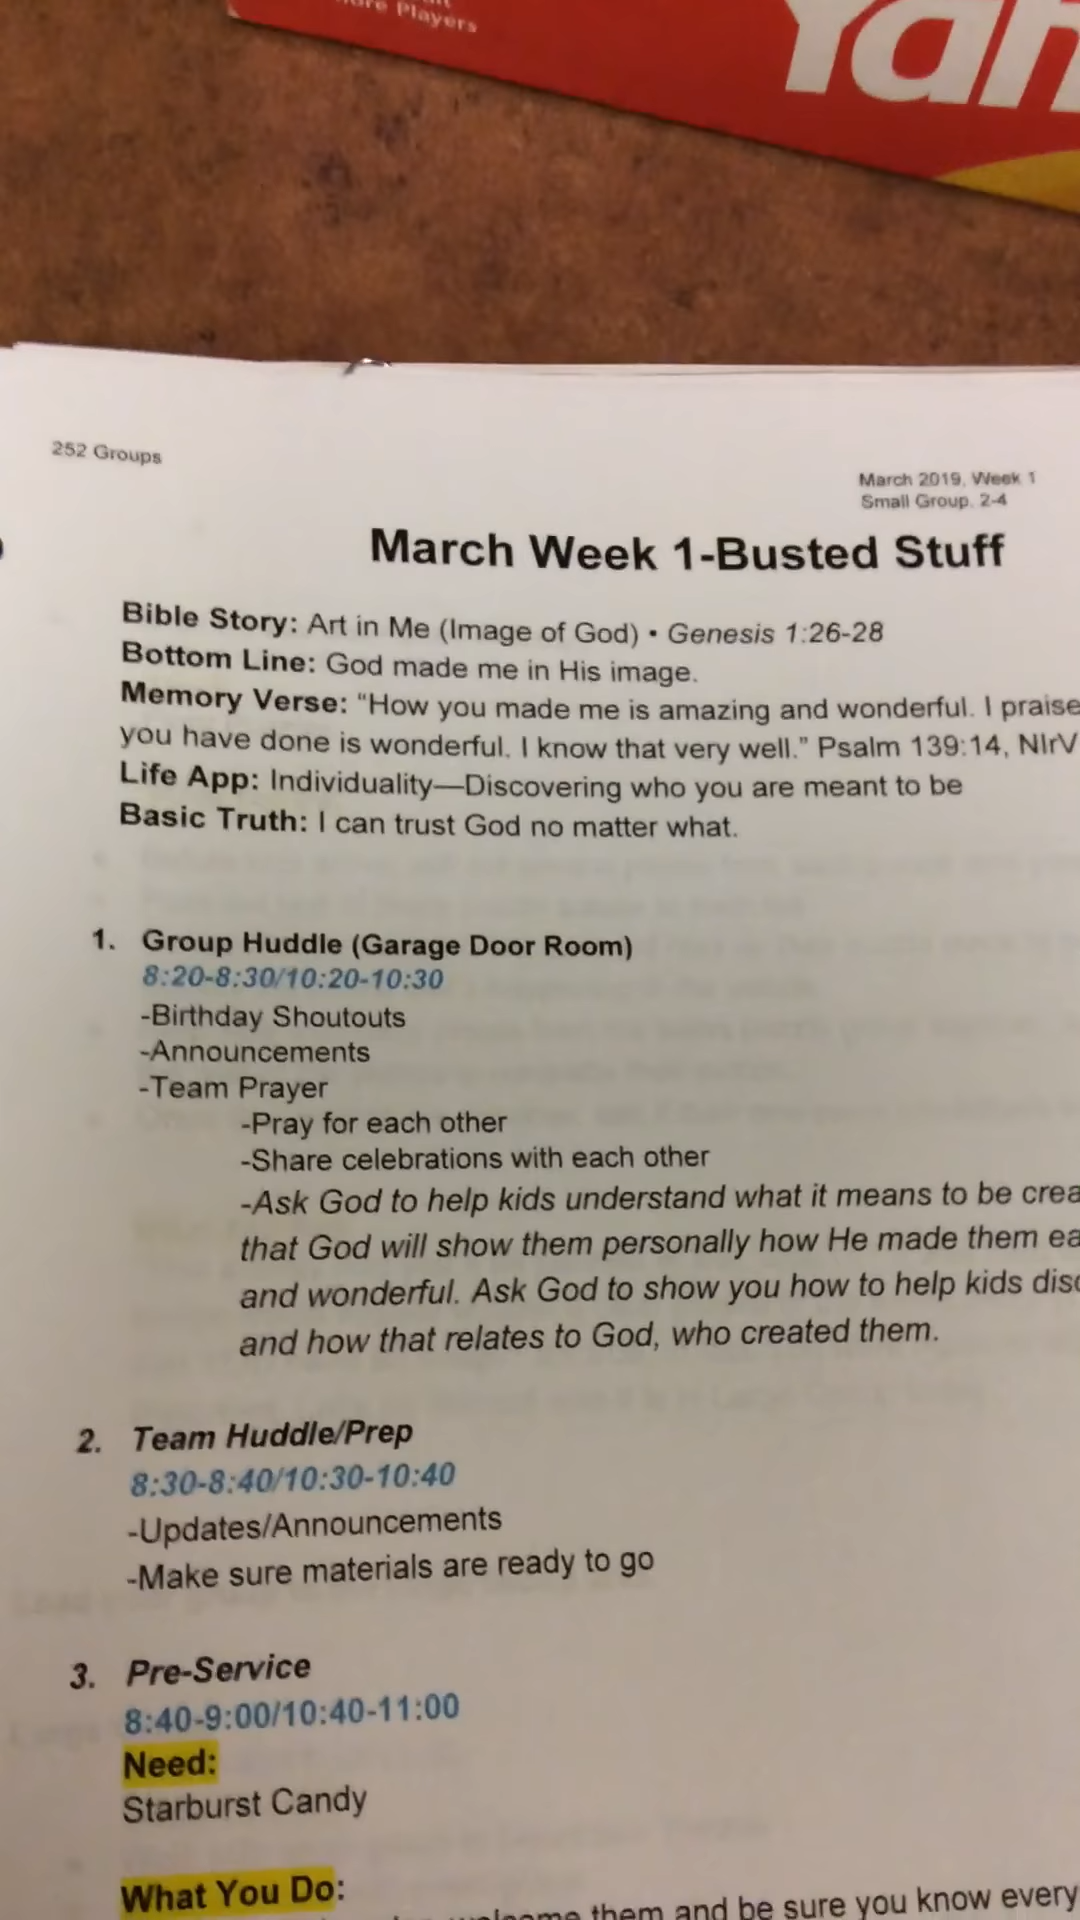 Players
Yah
252 Groups
March 2019, Week 1
Small Group, 2-4
March Week 1-Busted Stuff
Bible Story: Art in Me (Image of God) • Genesis 1:26-28
Bottom Line: God made me in His image.
Memory Verse: “How you made me is amazing and wonderful. I praise
you have done is wonderful. I know that very well.” Psalm 139:14, NIrV
Life App: Individuality—Discovering who you are meant to be
Basic Truth: I can trust God no matter what.
1. Group Huddle (Garage Door Room)
8:20-8:30/10:20-10:30
-Birthday Shoutouts
-Announcements
-Team Prayer
-Pray for each other
-Share celebrations with each other
-Ask God to help kids understand what it means to be crea
that God will show them personally how He made them ea
and wonderful. Ask God to show you how to help kids disc
and how that relates to God, who created them.
2. Team Huddle/Prep
8:30-8:40/10:30-10:40
-Updates/Announcements
-Make sure materials are ready to go
3. Pre-Service
8:40-9:00/10:40-11:00
Need:
Starburst Candy
What You Do:
welcome them and be sure you know every